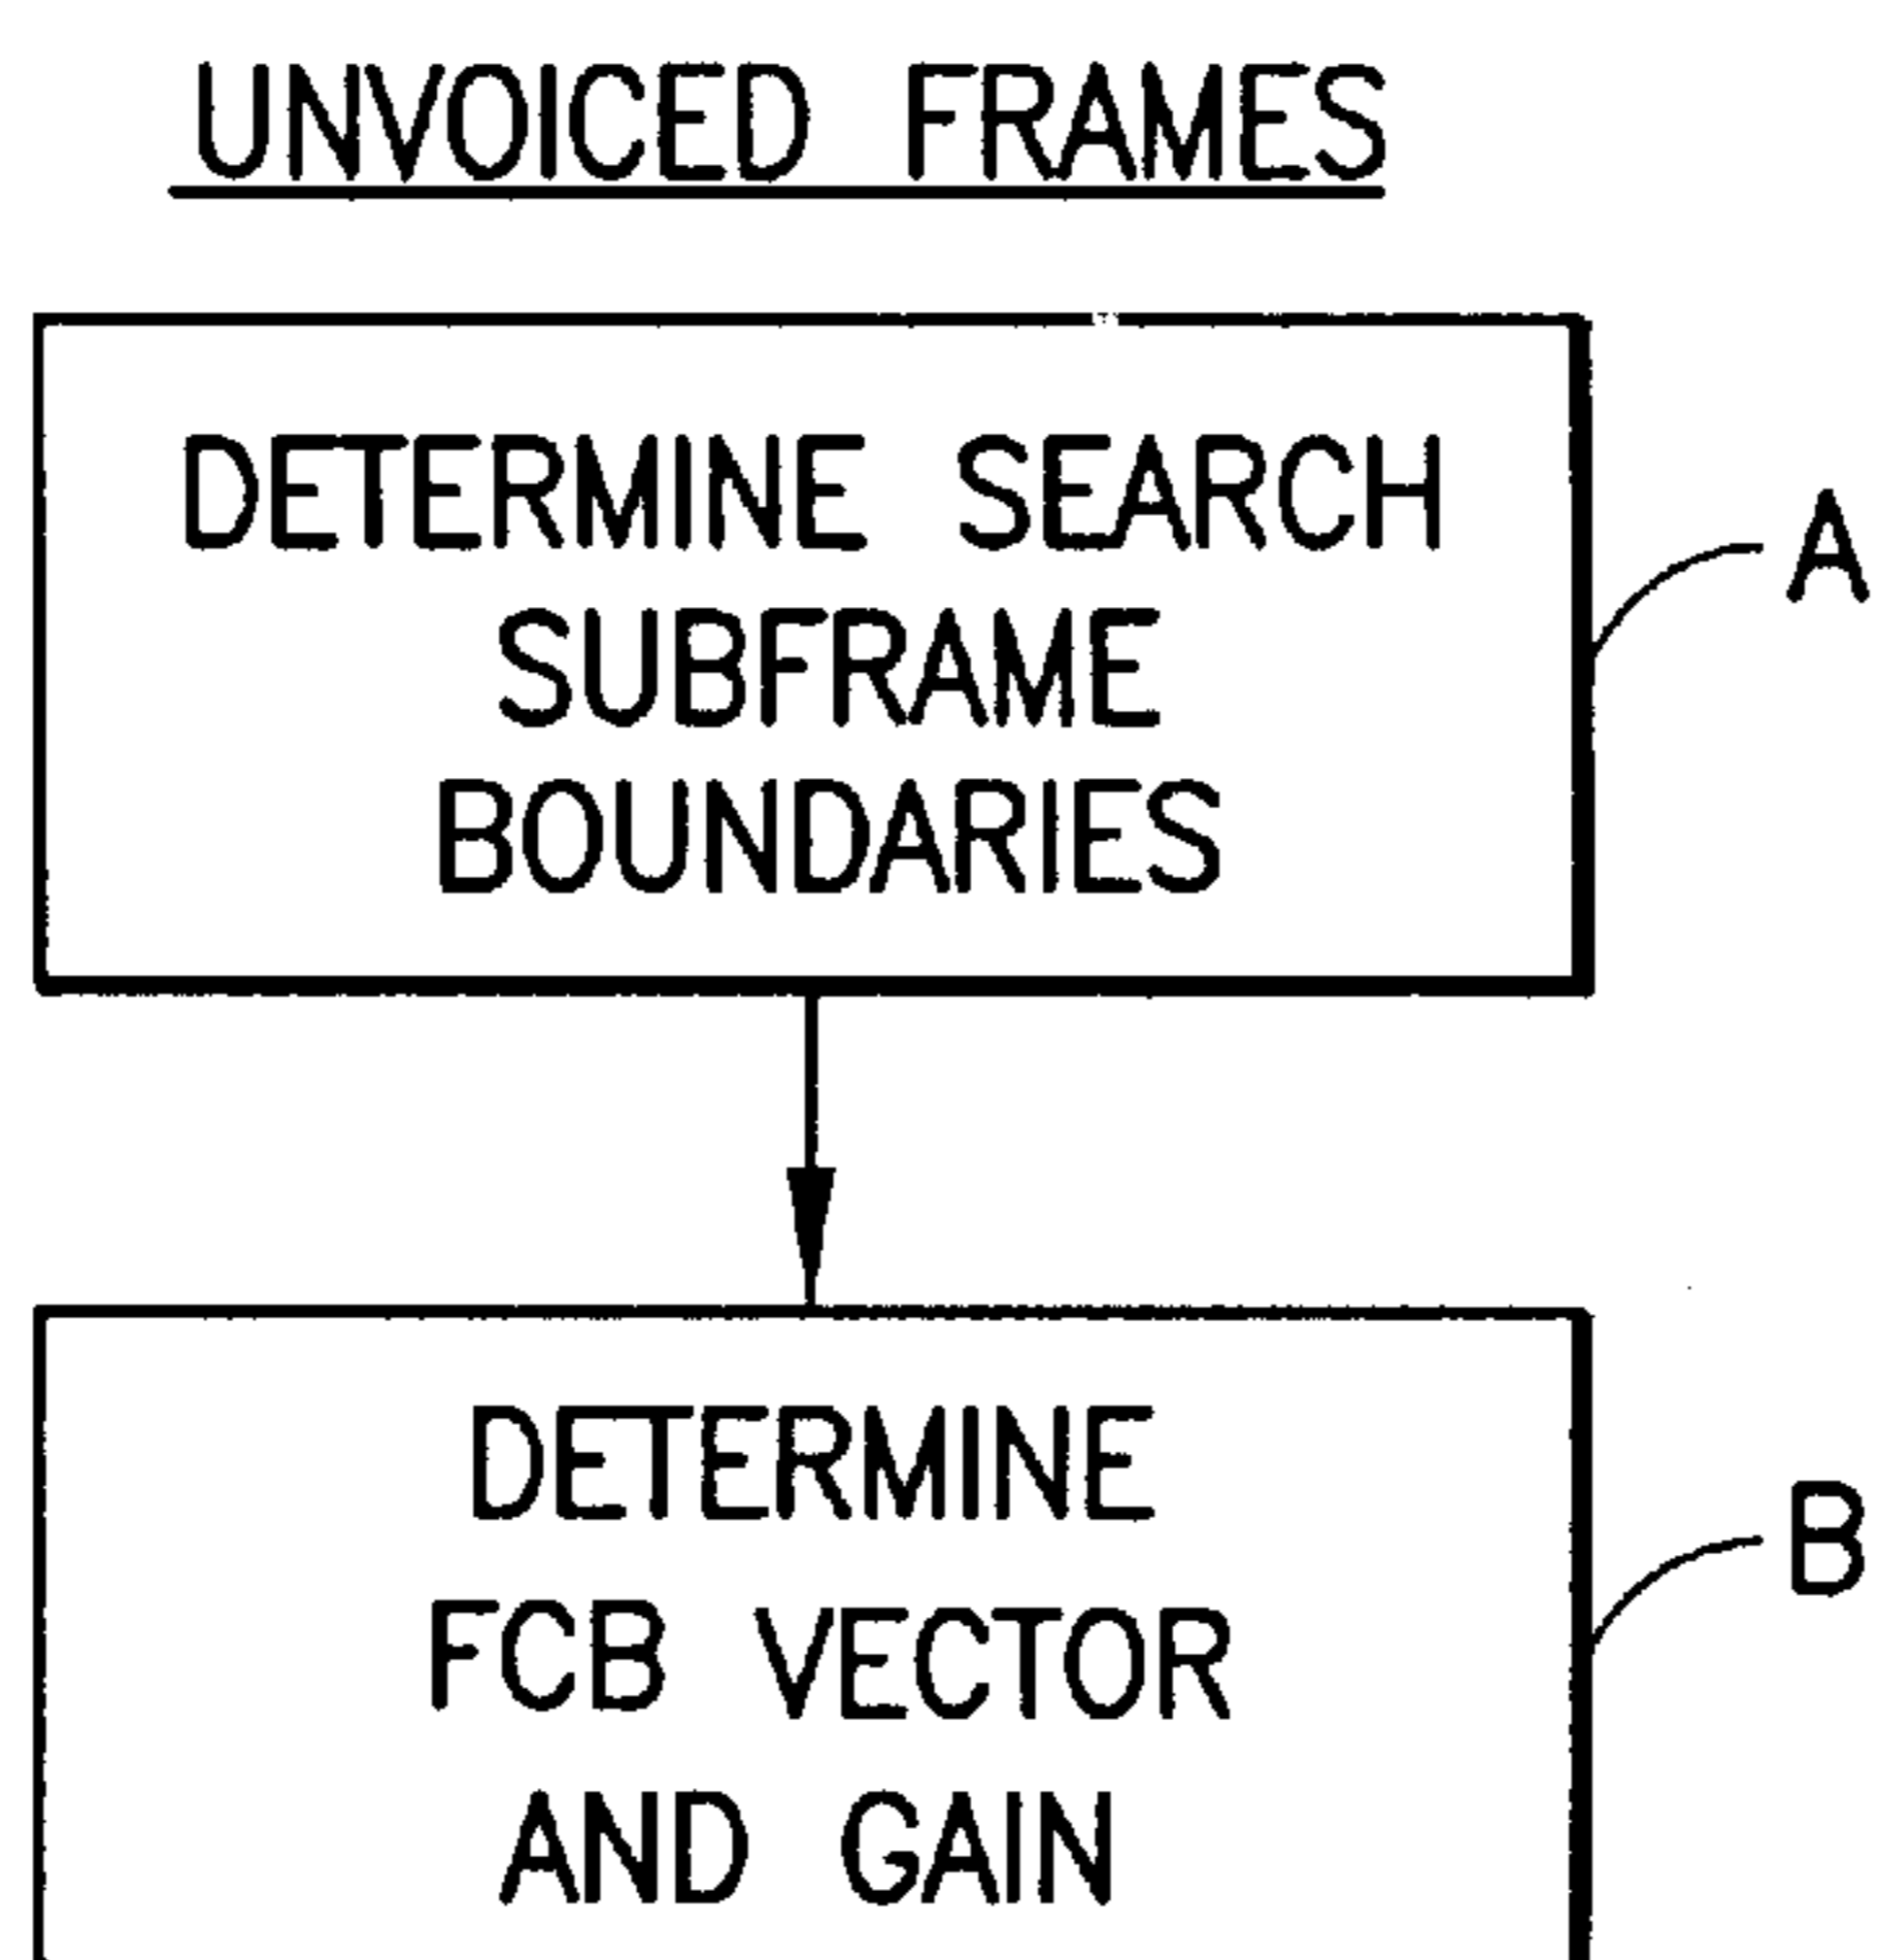 UNVOICED FRAMES
DETERMINE SEARCH
SUBFRAME
BOUNDARIES
A
DETERMINE
FCB VECTOR
AND GAIN
B